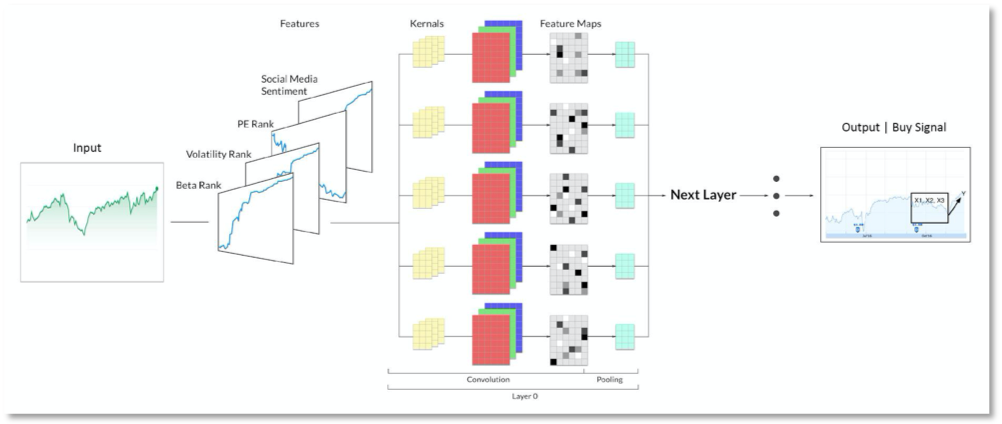 Features
Kernals
Feature Maps
Social Media
Sentiment
PE Rank
Volatility Rank
Beta Rank
Input
Next Layer
Output | Buy Signal
X1, X2, X3
Y
Convolution
Pooling
Layer 0